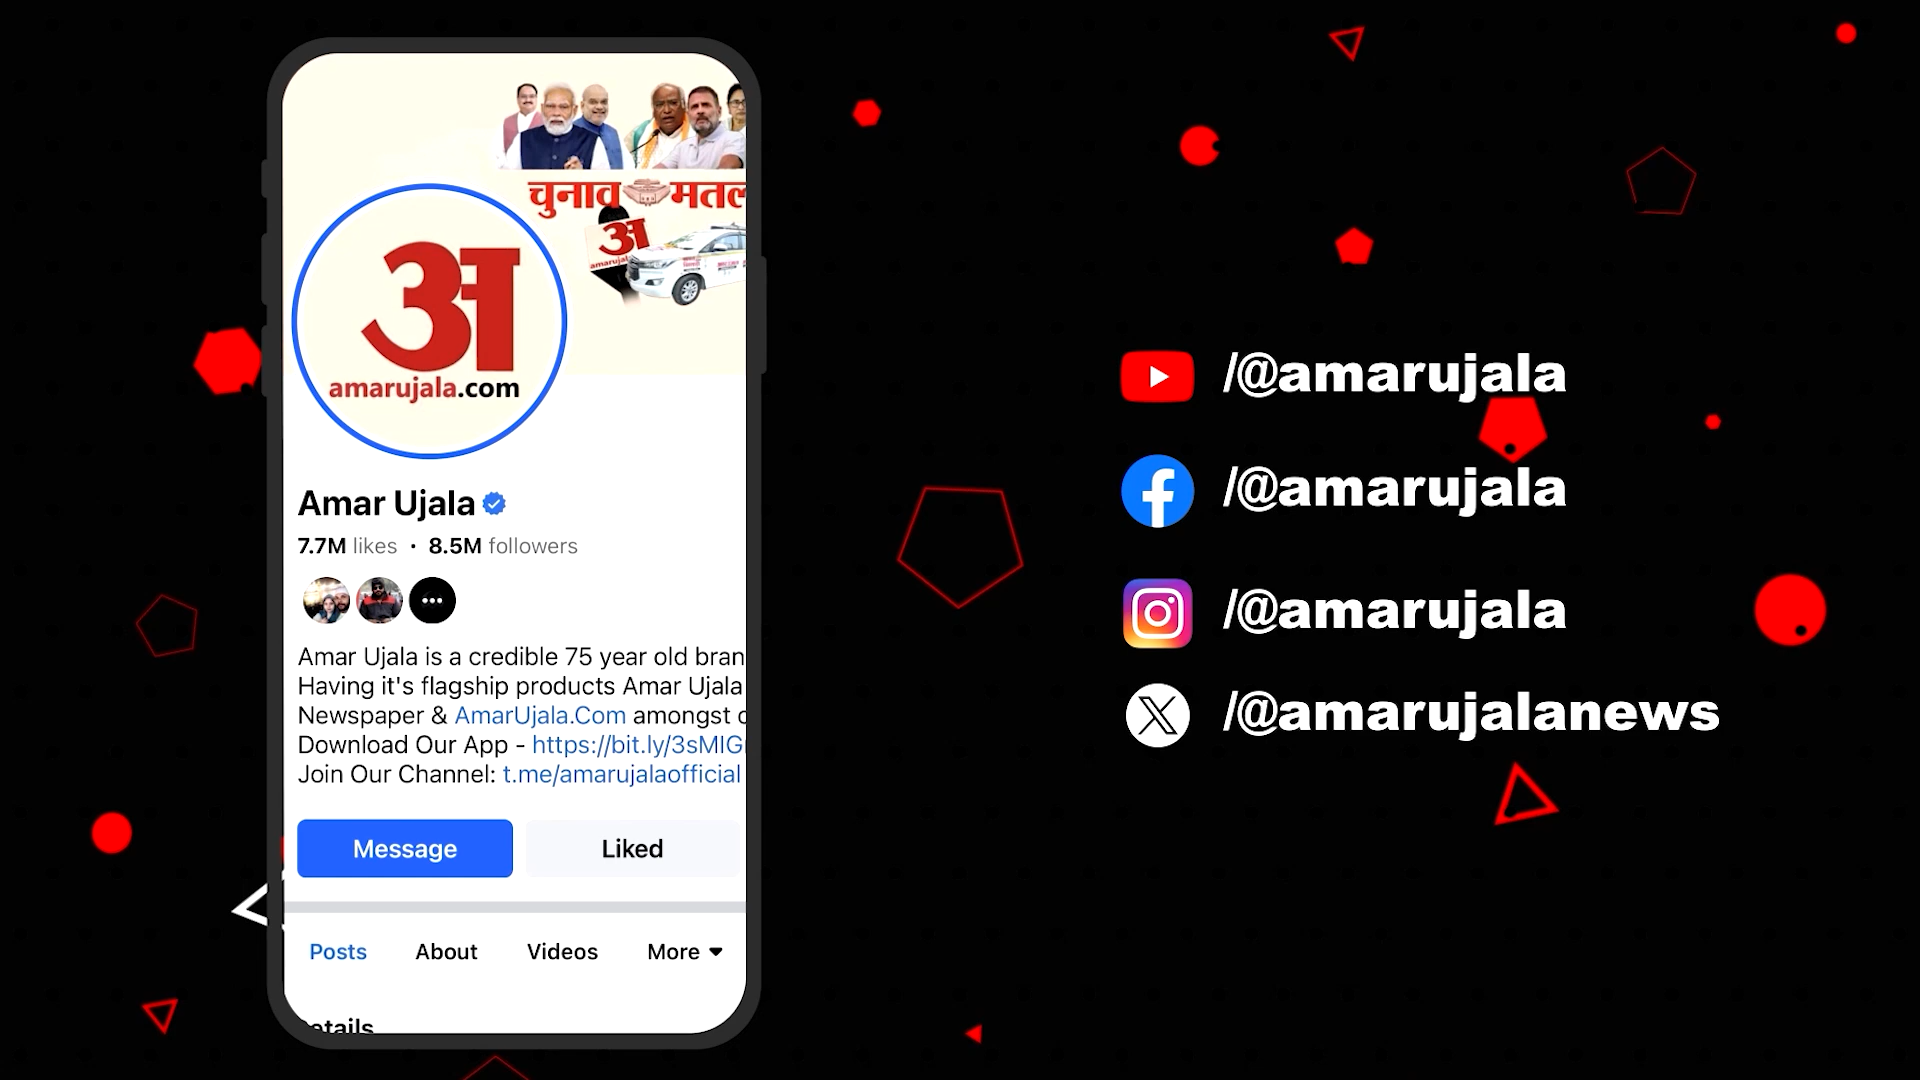 चुनाव मतल
अ
amarujala
अ
amarujala.com
Amar Ujala
7.7M likes · 8.5M followers
Amar Ujala is a credible 75 year old bran
Having it's flagship products Amar Ujala
Newspaper & AmarUjala.Com amongst
Download Our App - https://bit.ly/3sMIG
Join Our Channel: t.me/amarujalaofficial
Message
Liked
Posts
About
Videos
More
etails
/@amarujala
/@amarujala
/@amarujala
/@amarujalanews